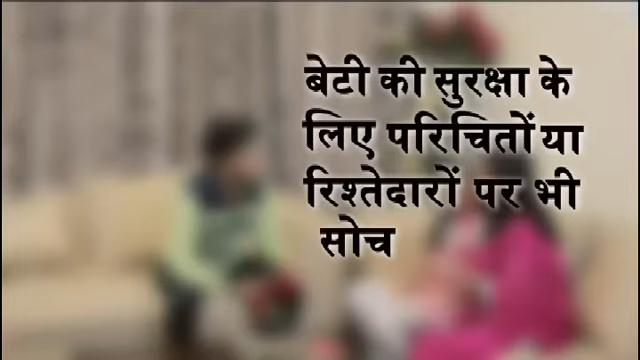 बेटी की सुरक्षा के
लिए परिचितों या
रिश्तेदारों पर भी
सोच